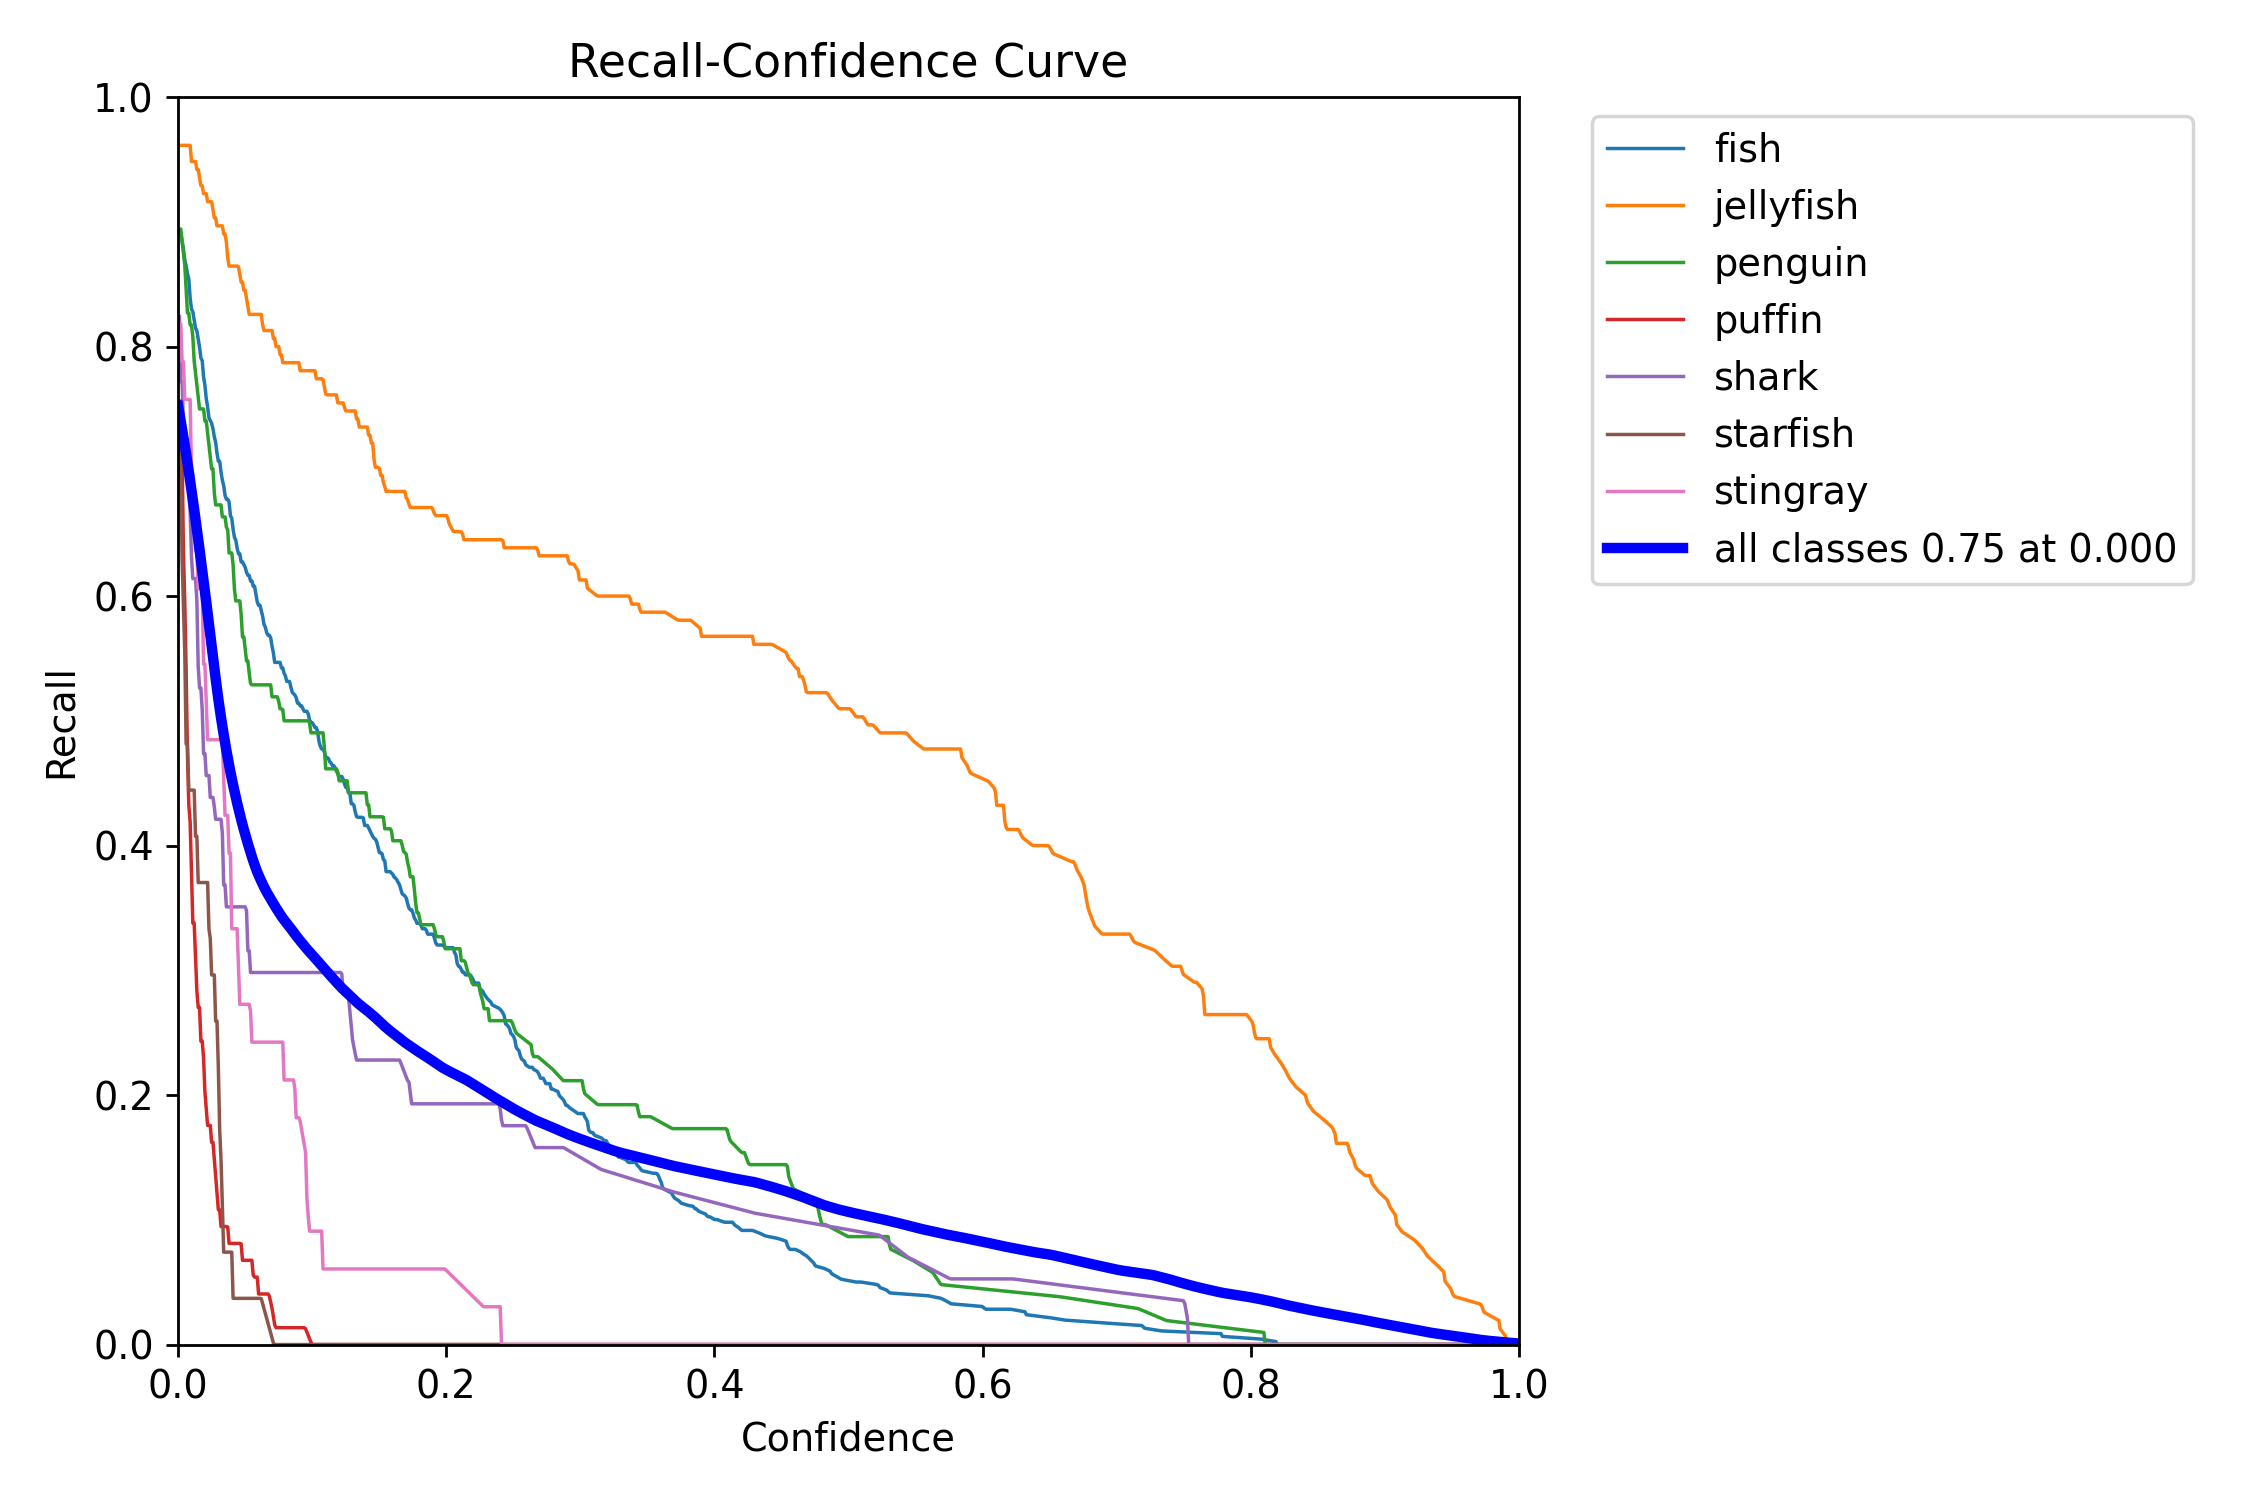 Recall-Confidence Curve
1.0
0.8
0.6
0.4
0.2
0.0
Recall
0.0 0.2 0.4 0.6 0.8 1.0
Confidence
fish
jellyfish
penguin
puffin
shark
starfish
stingray
all classes 0.75 at 0.000